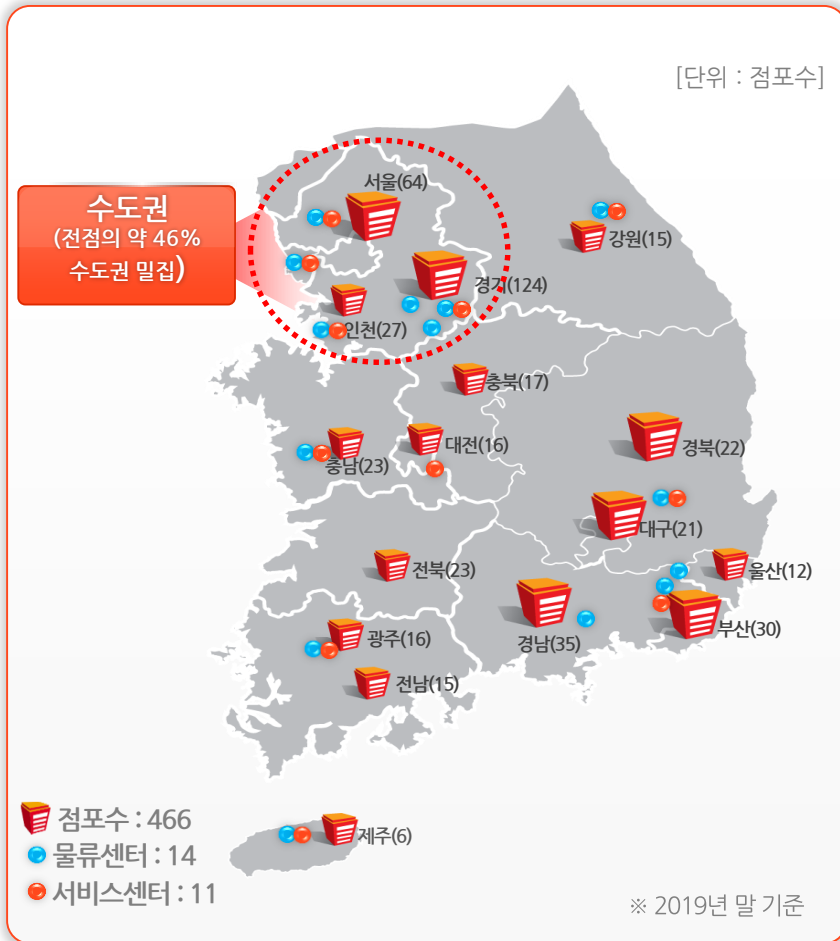 [단위 : 점포수]
서울(64)
수도권
(전점의 약 46%
수도권 밀집)
강원(15)
경기(124)
인천(27)
충북(17)
대전(16)
경북(22)
충남(23)
대구(21)
전북(23)
울산(12)
광주(16)
경남(35)
부산(30)
전남(15)
점포수 : 466
제주(6)
물류센터 : 14
서비스센터 : 11
※ 2019년 말 기준